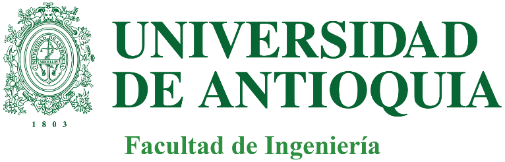 UNIVERSIDAD
DE ANTIOQUIA
1803
Facultad de Ingeniería